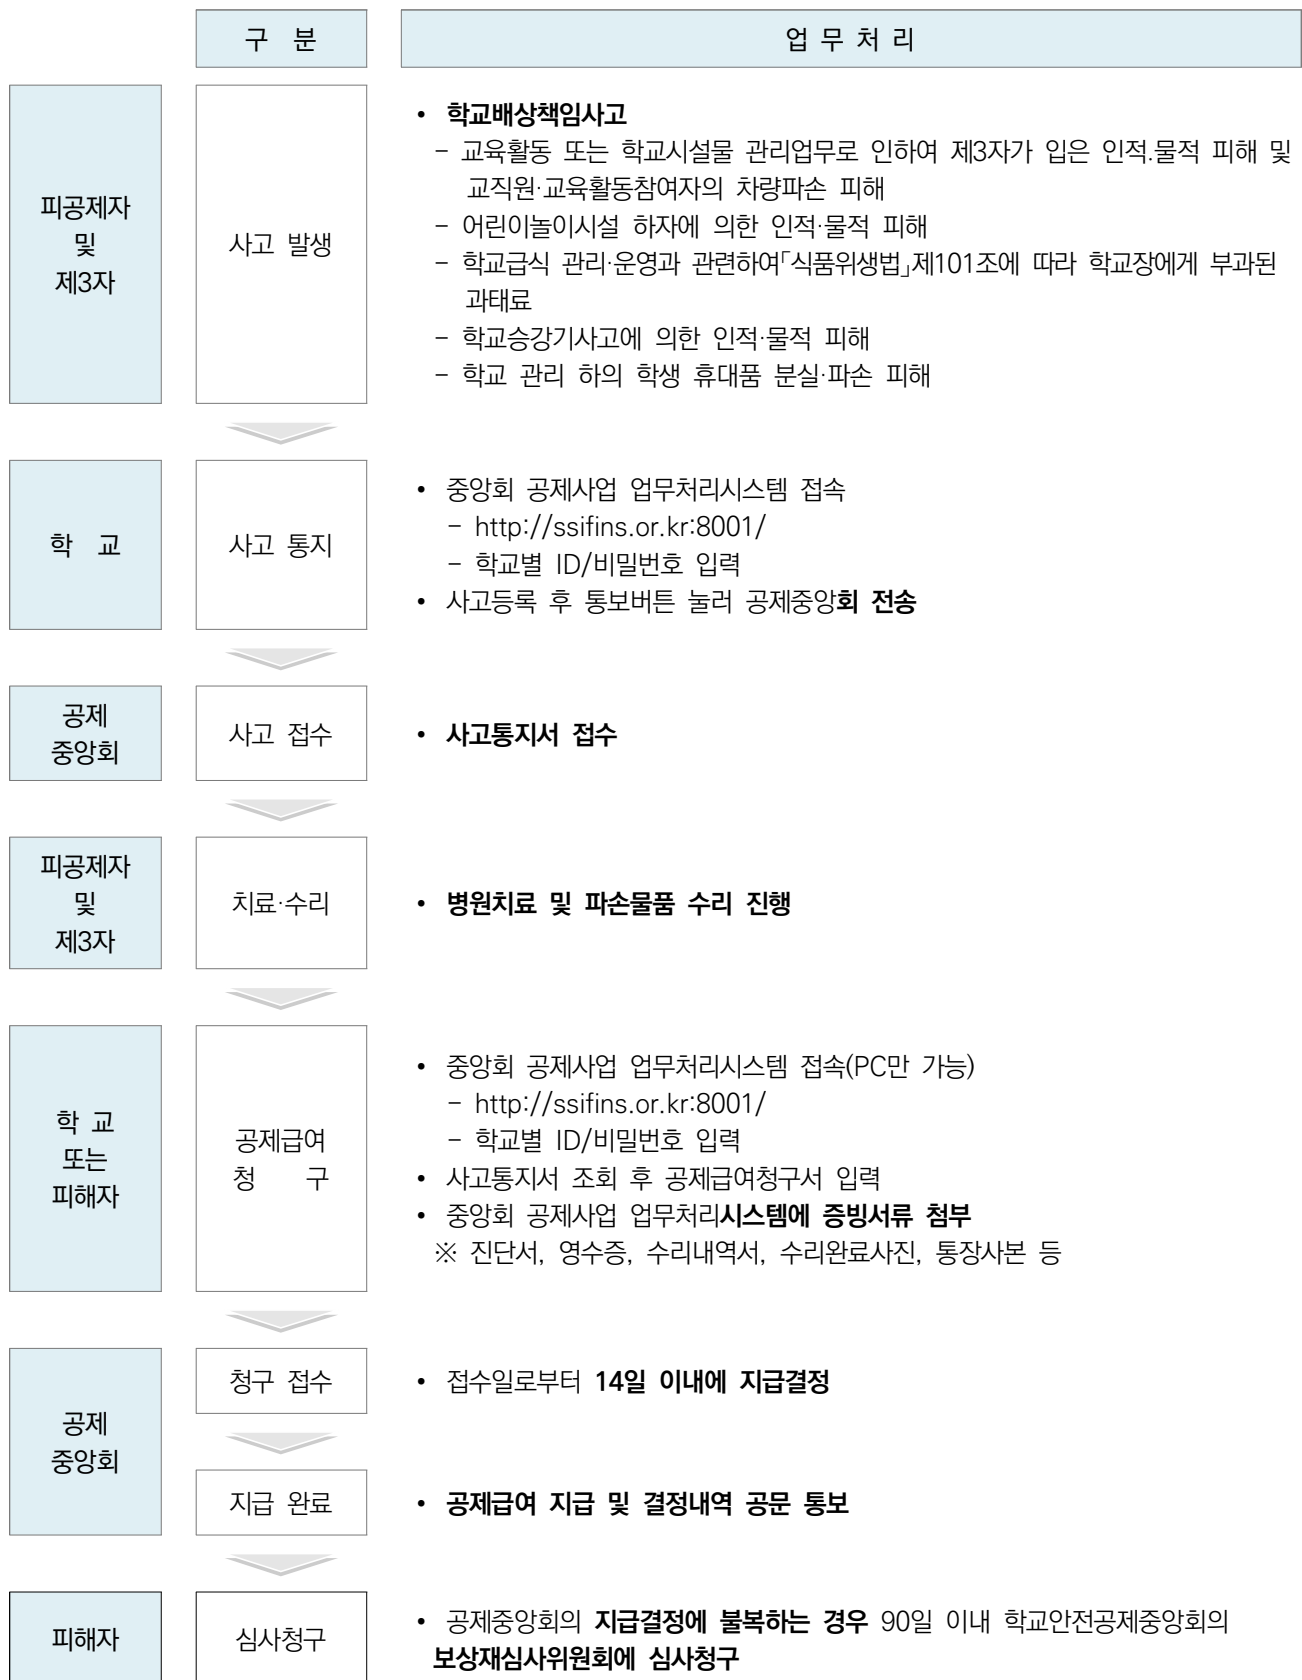 구 분
업 무 처 리
피공제자
및
제3자
사고 발생
• 학교배상책임사고
- 교육활동 또는 학교시설물 관리업무로 인하여 제3자가 입은 인적.물적 피해 및
교직원·교육활동참여자의 차량파손 피해
- 어린이놀이시설 하자에 의한 인적·물적 피해
- 학교급식 관리·운영과 관련하여「식품위생법」제101조에 따라 학교장에게 부과된
과태료
- 학교승강기사고에 의한 인적·물적 피해
- 학교 관리 하의 학생 휴대품 분실·파손 피해
학 교
사고 통지
• 중앙회 공제사업 업무처리시스템 접속
- http://ssifins.or.kr:8001/
- 학교별 ID/비밀번호 입력
• 사고등록 후 통보버튼 눌러 공제중앙회 전송
공제
중앙회
사고 접수
• 사고통지서 접수
피공제자
및
제3자
치료·수리
• 병원치료 및 파손물품 수리 진행
학 교
또는
피해자
공제급여
청 구
• 중앙회 공제사업 업무처리시스템 접속(PC만 가능)
- http://ssifins.or.kr:8001/
- 학교별 ID/비밀번호 입력
• 사고통지서 조회 후 공제급여청구서 입력
• 중앙회 공제사업 업무처리시스템에 증빙서류 첨부
※ 진단서, 영수증, 수리내역서, 수리완료사진, 통장사본 등
공제
중앙회
청구 접수
• 접수일로부터 14일 이내에 지급결정
지급 완료
• 공제급여 지급 및 결정내역 공문 통보
피해자
심사청구
• 공제중앙회의 지급결정에 불복하는 경우 90일 이내 학교안전공제중앙회의
보상재심사위원회에 심사청구